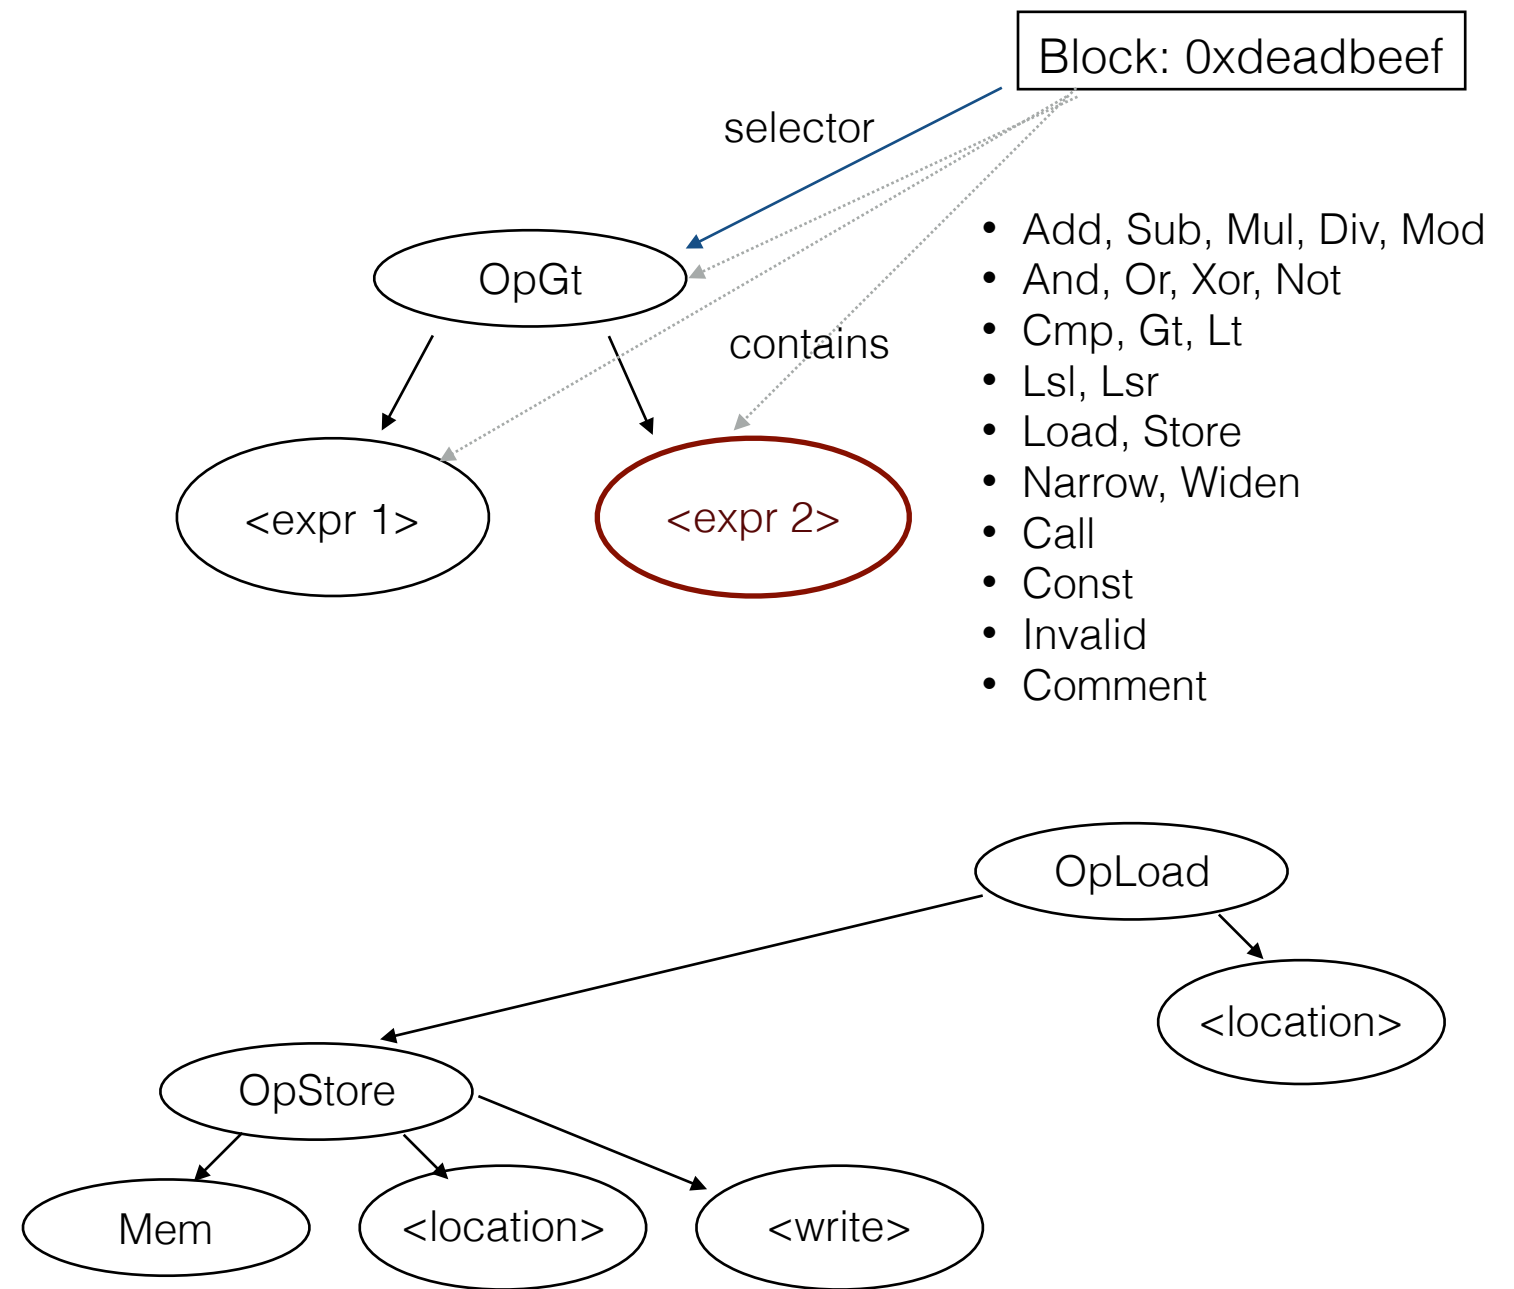 Block: 0xdeadbeef
selector
OpGt
contains
<expr 1>
<expr 2>
• Add, Sub, Mul, Div, Mod
• And, Or, Xor, Not
• Cmp, Gt, Lt
• Lsl, Lsr
• Load, Store
• Narrow, Widen
• Call
• Const
• Invalid
• Comment
OpLoad
<location>
OpStore
Mem
<location>
<write>